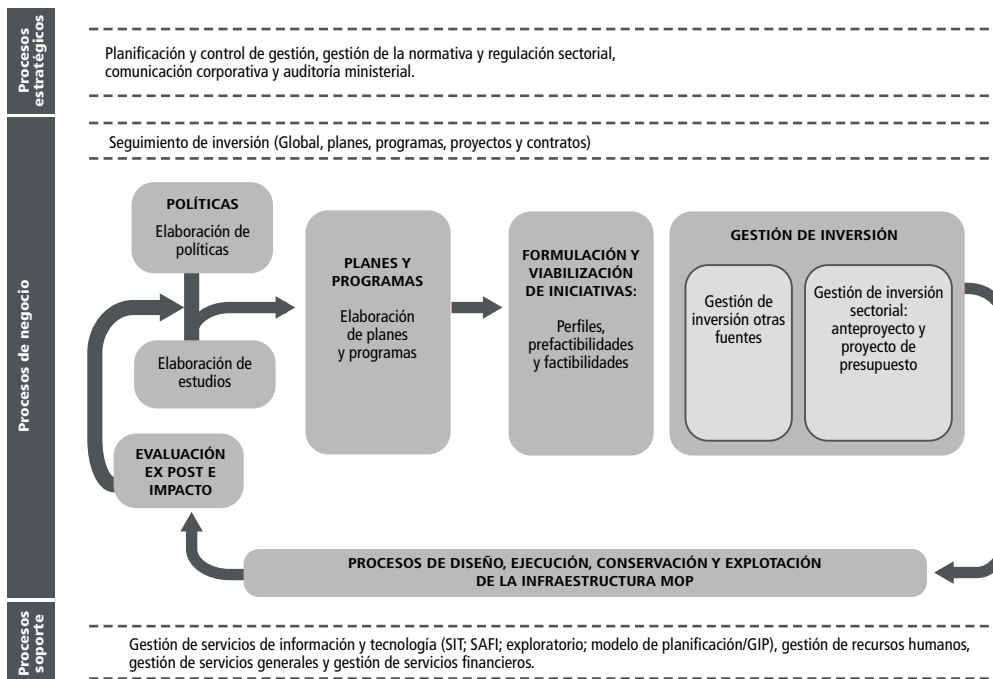 Procesos
estratégicos
Planificación y control de gestión, gestión de la normativa y regulación sectorial,
comunicación corporativa y auditoría ministerial.
Procesos de negocio
Seguimiento de inversión (Global, planes, programas, proyectos y contratos)
POLÍTICAS
Elaboración de
políticas
Elaboración de
estudios
EVALUACIÓN
EX POST E
IMPACTO
PLANES Y
PROGRAMAS
Elaboración
de planes
y programas
FORMULACIÓN Y
VIABILIZACIÓN
DE INICIATIVAS:
Perfiles,
prefactibilidades
y factibilidades
GESTIÓN DE INVERSIÓN
Gestión de
inversión otras
fuentes
Gestión de inversión
sectorial:
anteproyecto y
proyecto de
presupuesto
PROCESOS DE DISEÑO, EJECUCIÓN, CONSERVACIÓN Y EXPLOTACIÓN
DE LA INFRAESTRUCTURA MOP
Procesos
soporte
Gestión de servicios de información y tecnología (SIT; SAFI; exploratorio; modelo de planificación/GIP), gestión de recursos humanos,
gestión de servicios generales y gestión de servicios financieros.